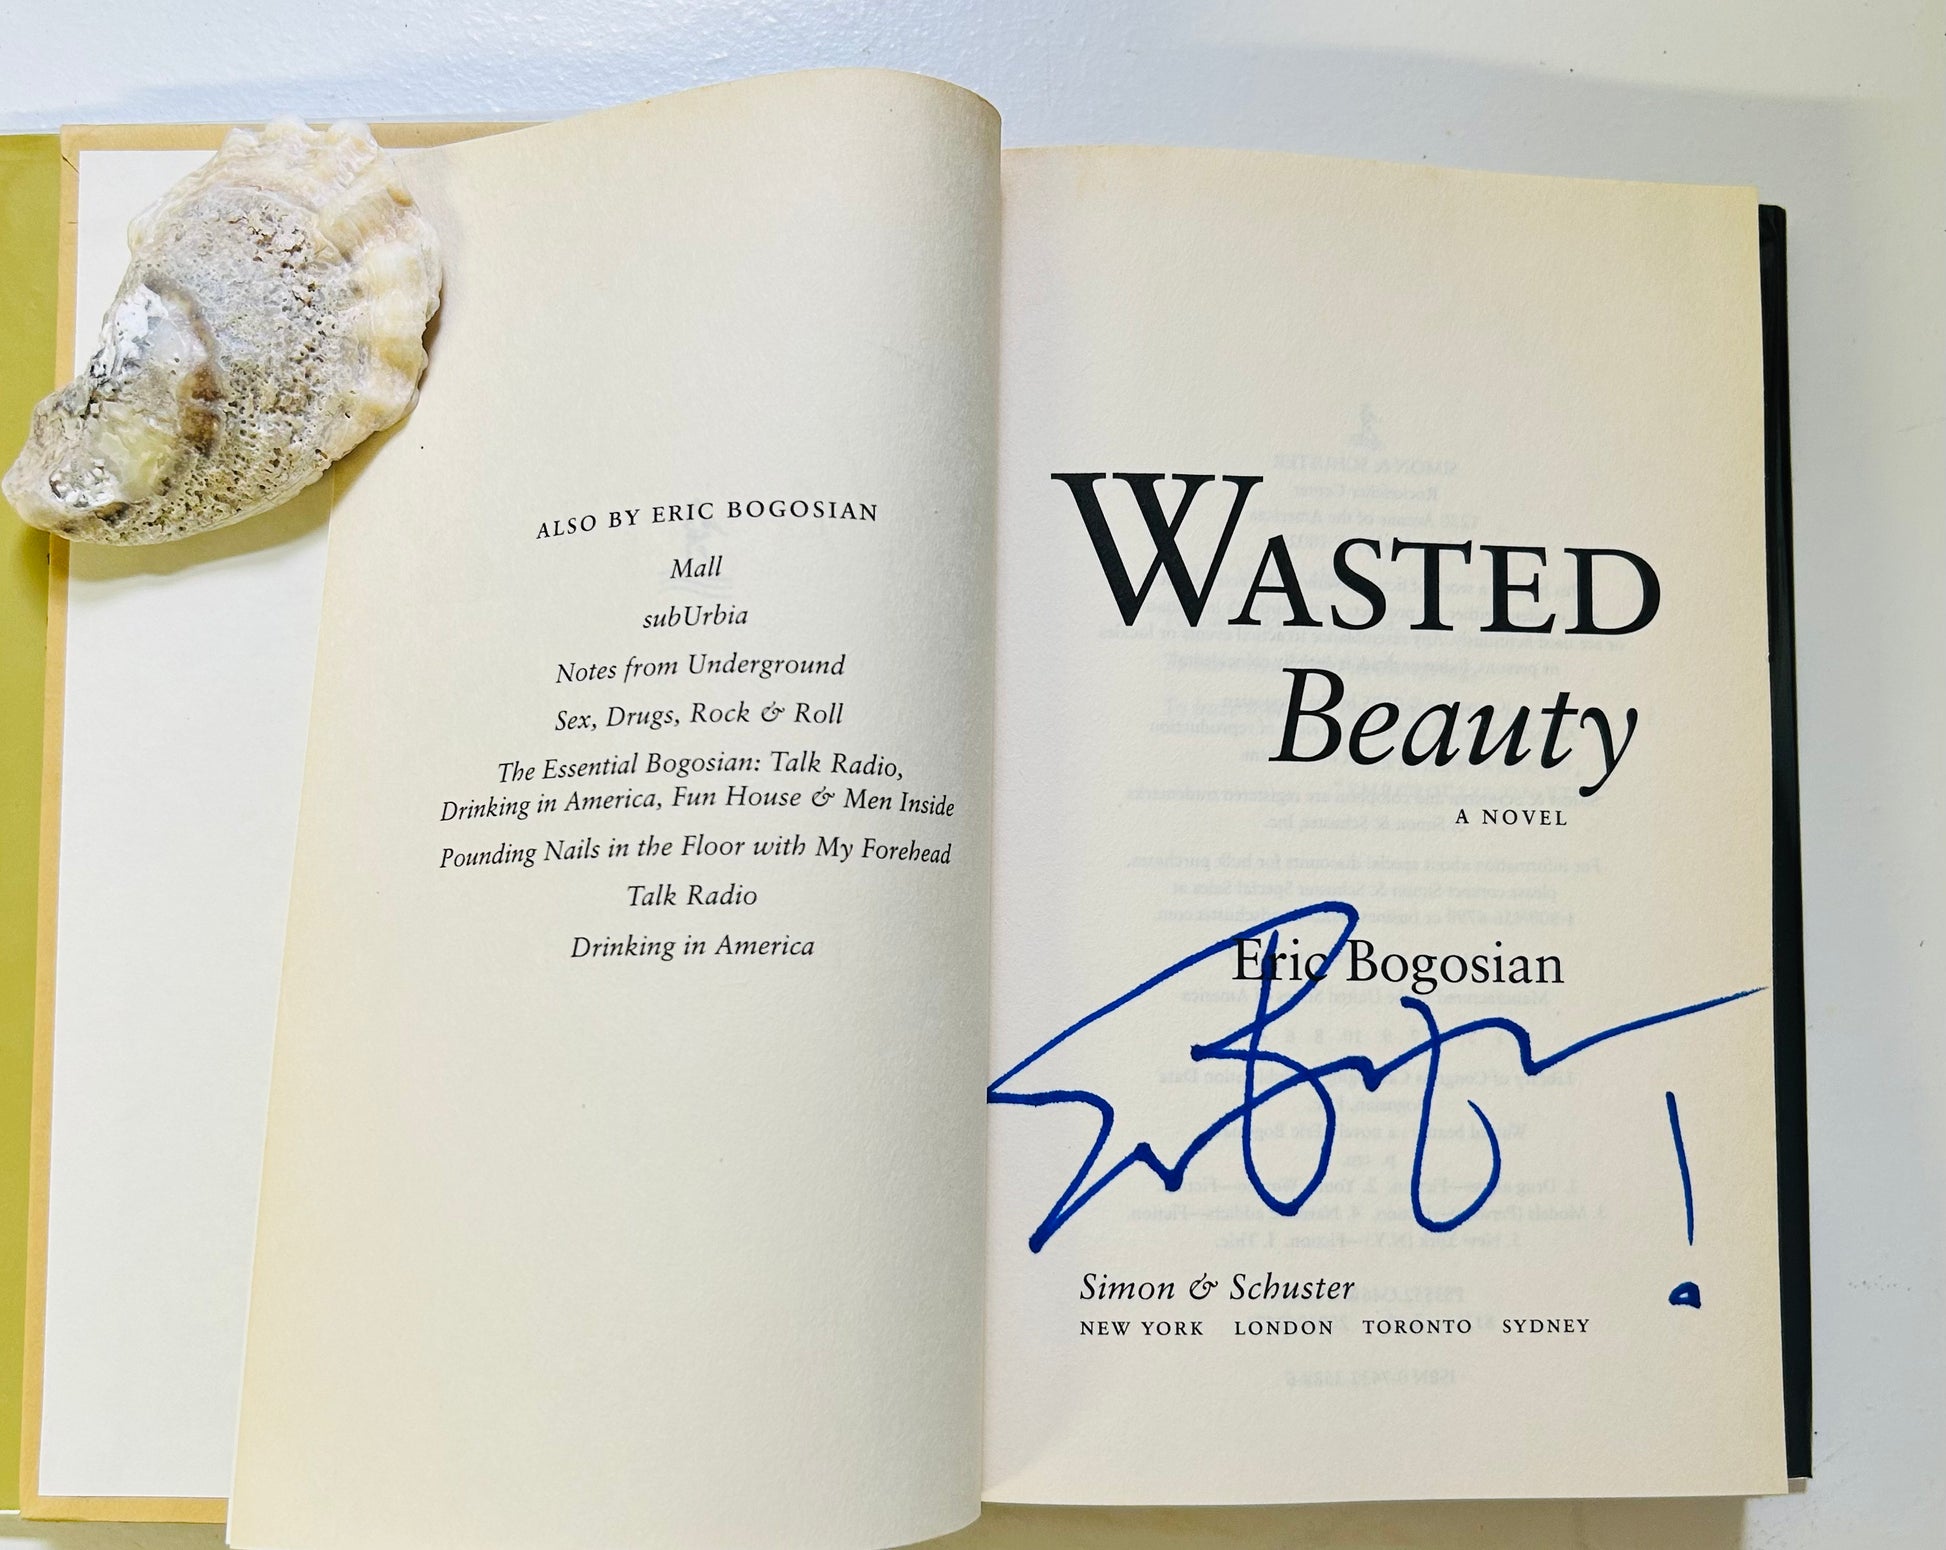 ALSO BY ERIC BOGOSIAN
Mall
subUrbia
Notes from Underground
Sex, Drugs, Rock & Roll
The Essential Bogosian: Talk Radio,
Drinking in America, Fun House & Men Inside
Pounding Nails in the Floor with My Forehead
Talk Radio
Drinking in America
WASTED
Beauty
A NOVEL
Eric Bogosian
Simon & Schuster
NEW YORK LONDON TORONTO SYDNEY